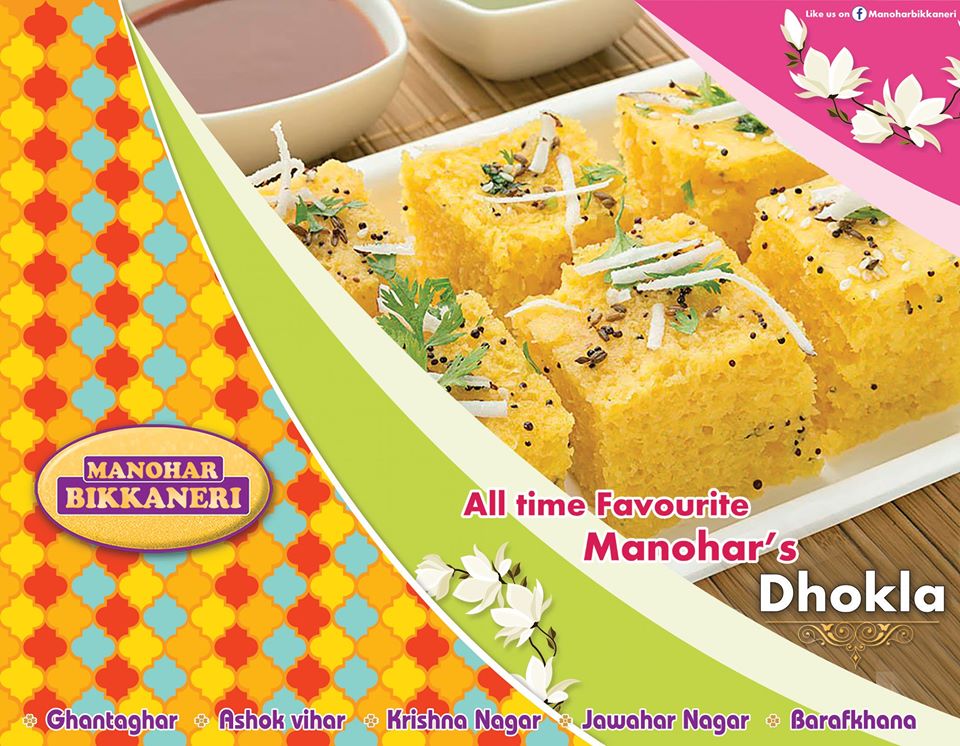 Like us on f Manoharbikkaneri
MANOHAR
BIKKANERI
All time Favourite
Manohar's
Dhokla
Ghantaghar Ashok vihar Krishna Nagar Jawahar Nagar Barafkhana